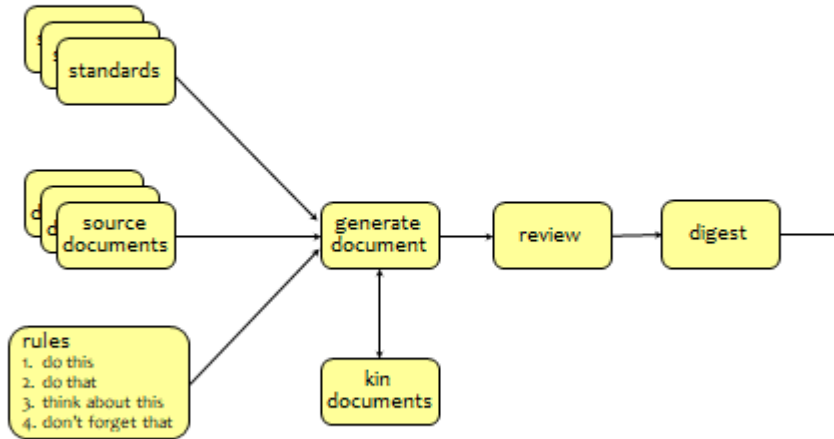 standards
source
documents
generate
document
review
digest
rules
1. do this
2. do that
3. think about this
4. don't forget that
kin
documents